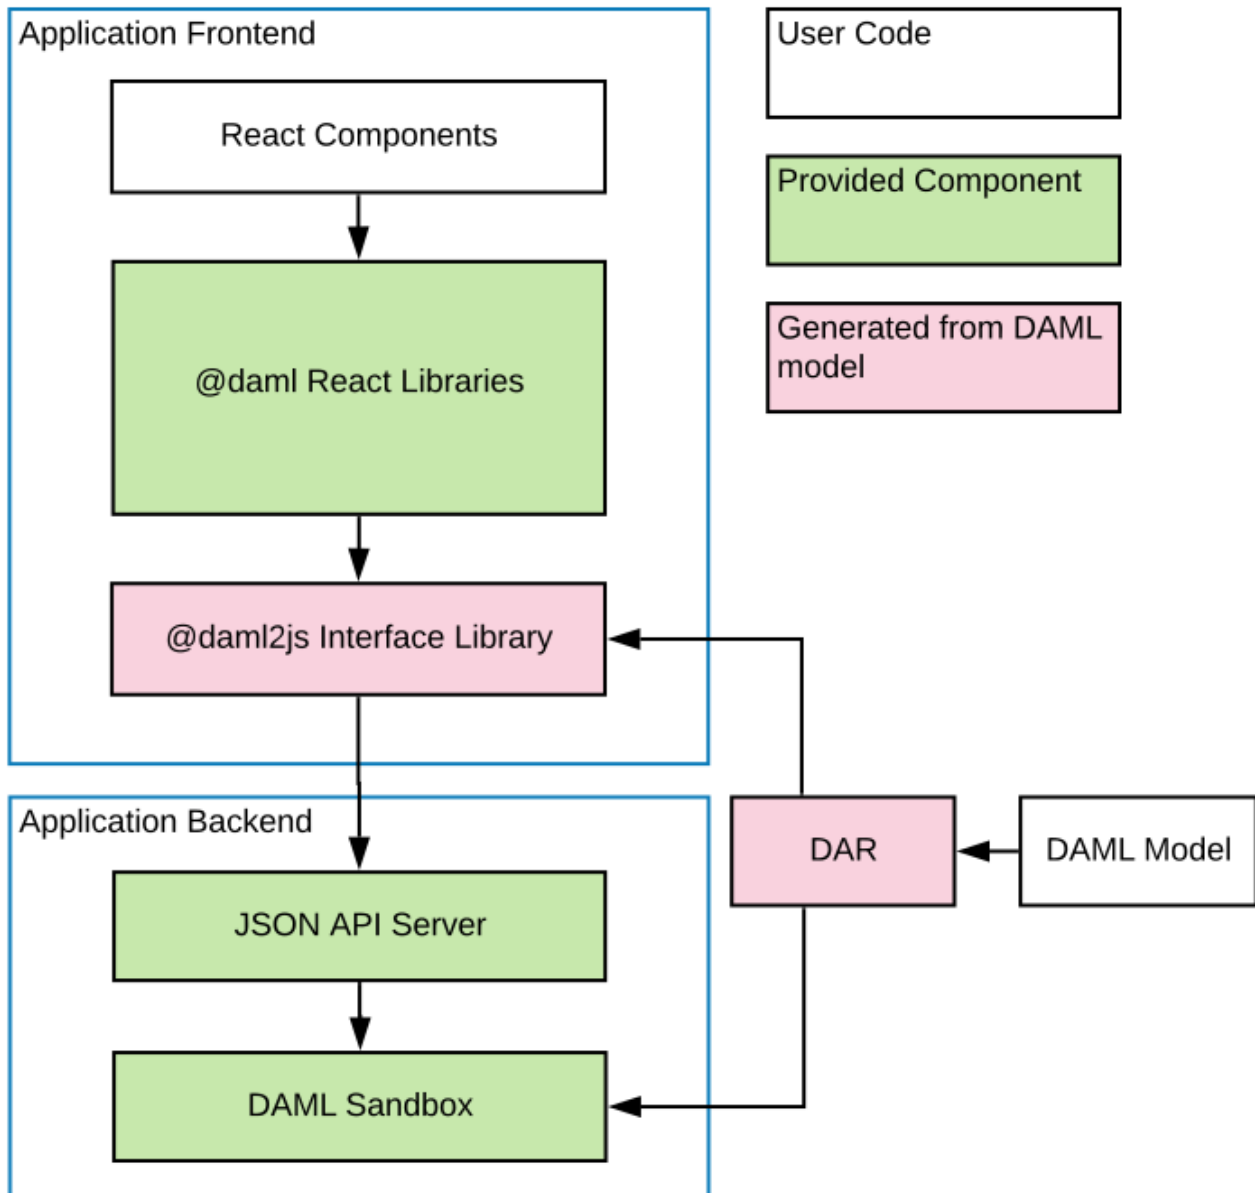 Application Frontend
React Components
@daml React Libraries
@daml2js Interface Library
User Code
Provided Component
Generated from DAML
model
Application Backend
JSON API Server
DAML Sandbox
DAR
DAML Model